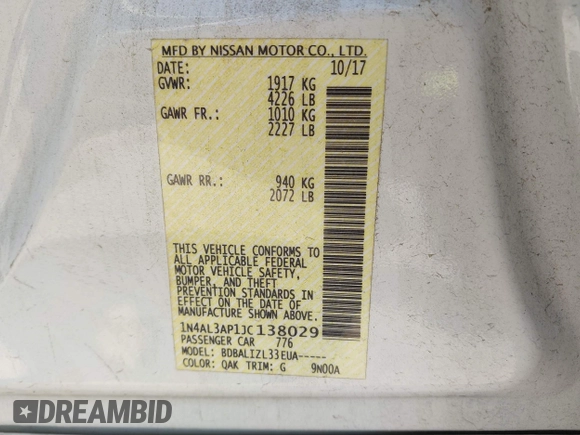 MFD BY NISSAN MOTOR CO., LTD.
DATE: 10/17
GVWR: 1917 KG
4226 LB
GAWR FR.: 1010 KG
2227 LB
GAWR RR.: 940 KG
2072 LB
THIS VEHICLE CONFORMS TO
ALL APPLICABLE FEDERAL
MOTOR VEHICLE SAFETY,
BUMPER, AND THEFT
PREVENTION STANDARDS IN
EFFECT ON THE DATE OF
MANUFACTURE SHOWN ABOVE.
1N4AL3AP1JC138029
PASSENGER CAR 776
MODEL: BDBALIZL33EUA-----
COLOR: QAK TRIM: G 9N00A
DREAMBID